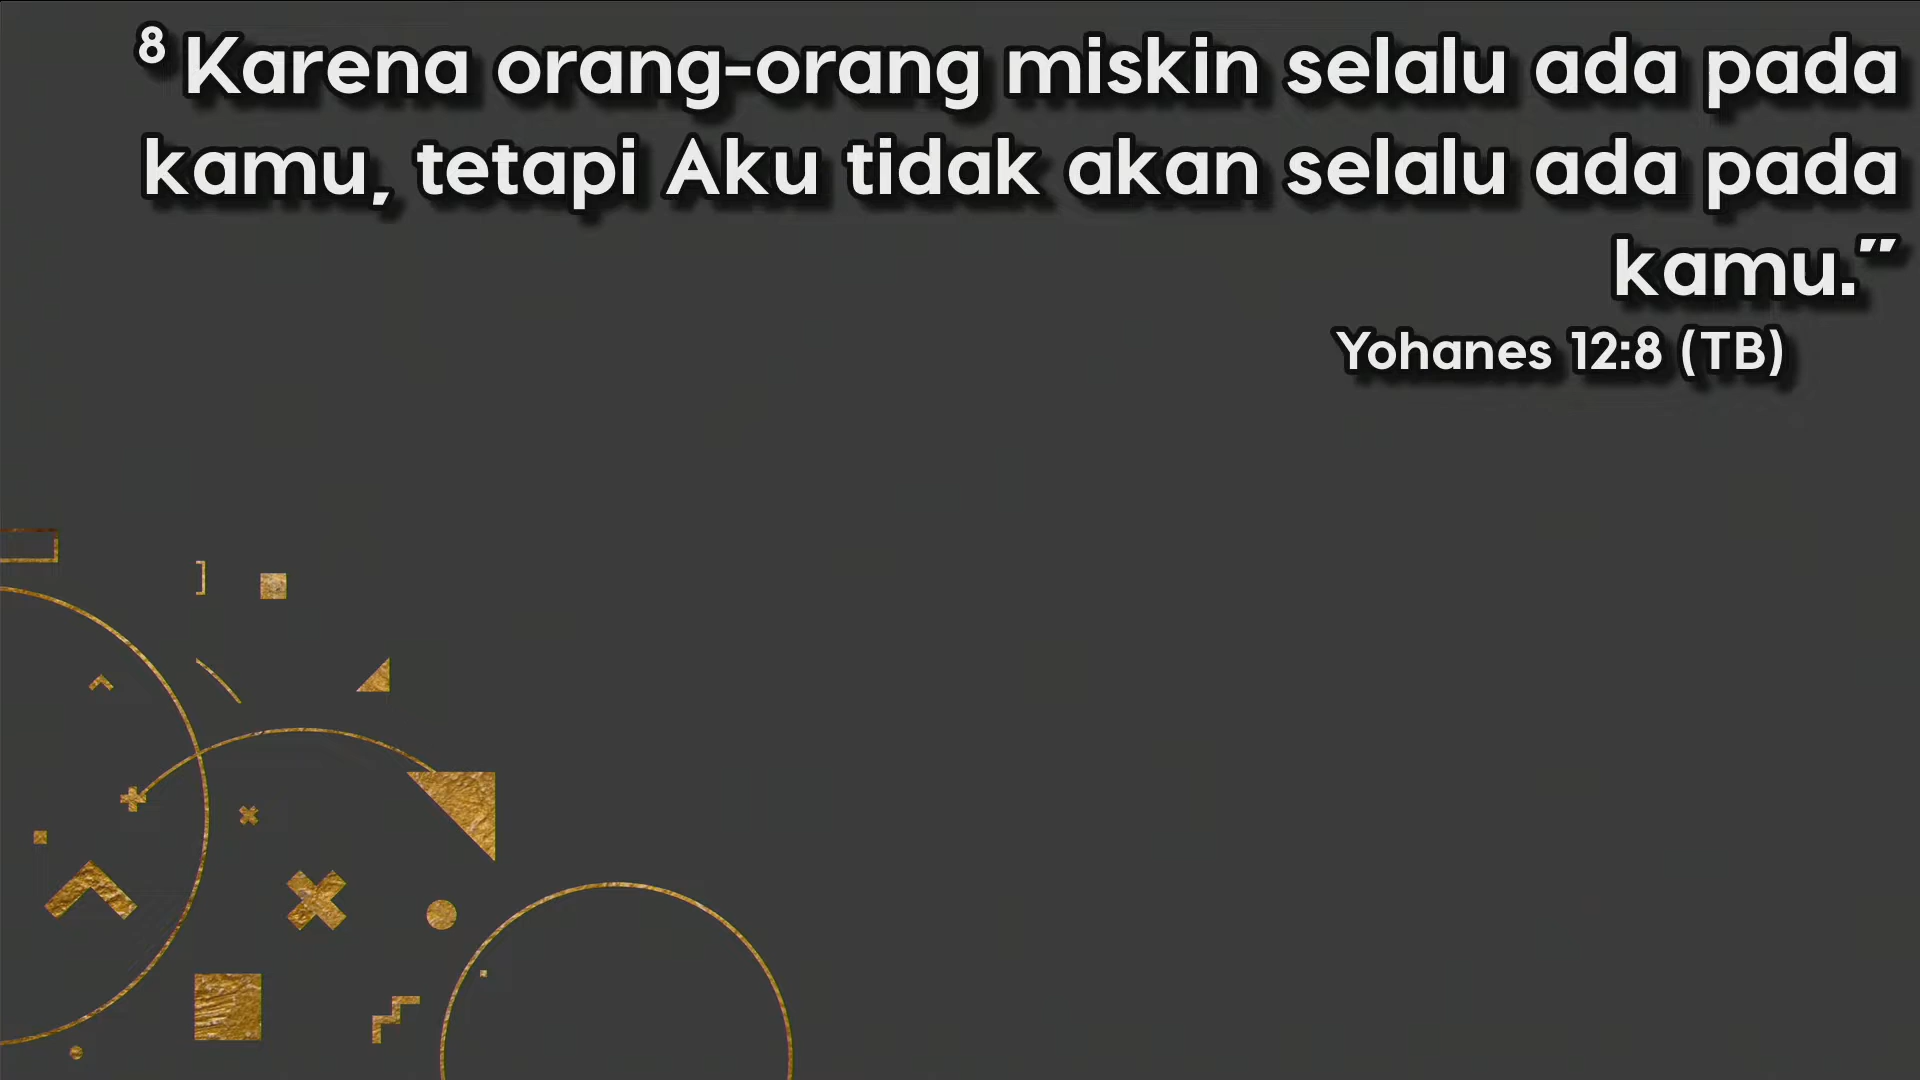 ⁸ Karena orang-orang miskin selalu ada pada
kamu, tetapi Aku tidak akan selalu ada pada
kamu.”
Yohanes 12:8 (TB)